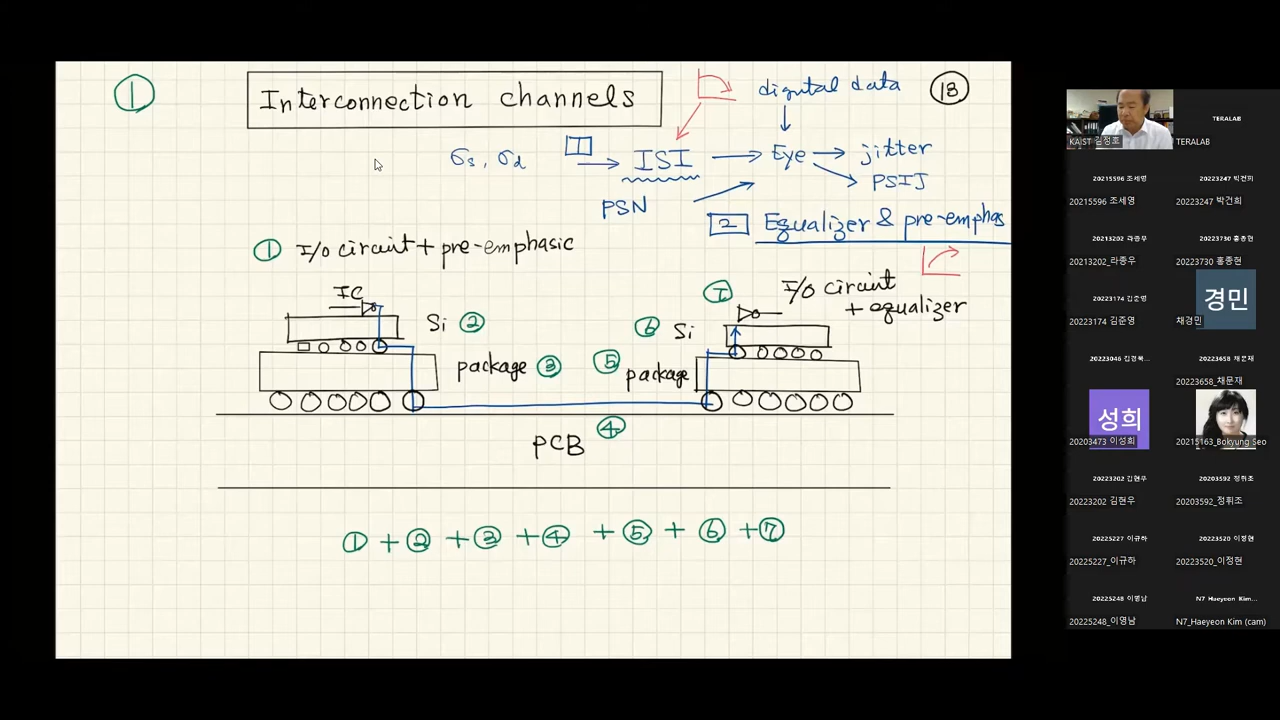 ①
Interconnection channels
digutal data
⑱
σs, σd
1
ISI
Eye
jitter
PSIJ
PSN
2 Equalizer & pre-emphas
① I/O circuit + pre-emphasic
IC
Si ②
package ③
⑦ I/O circuit
+ equalizer
⑥ Si
⑤ package
PCB ④
① + ② + ③ + ④ + ⑤ + ⑥ + ⑦
KAIST 김정호
TERALAB
TERALAB
20215596 조세영
20215596 조세영
20223247 박건희
20223247 박건희
20213202 라종우
20213202_라종우
20223730 홍종현
20223730 홍종현
20223174 김준영
20223174 김준영
경민
채경민
20223046 김경목...
20223658 채문재
20223658_채문재
성희
20203473 이성희
20215163_Bokyung Seo
20223202 김현우
20223202 김현우
20203592 정휘조
20203592_정휘조
20225227 이규하
20225227_이규하
20223520 이정현
20223520_이정현
20225248 이영남
20225248_이영남
N7 Haeyeon Kim...
N7_Haeyeon Kim (cam)